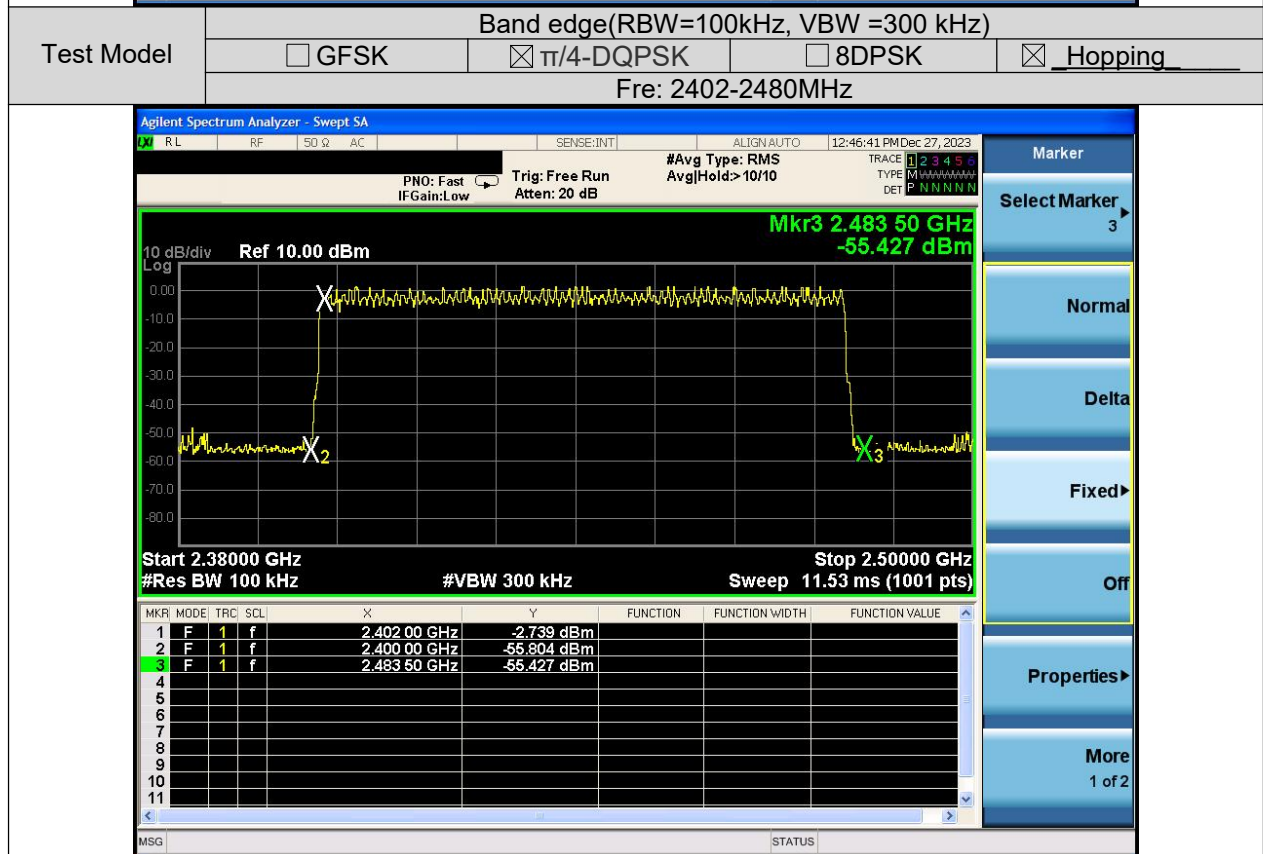 Test Model
Band edge(RBW=100kHz, VBW =300 kHz)
☐ GFSK ☒ π/4-DQPSK ☐ 8DPSK ☒ _Hopping_____
Fre: 2402-2480MHz
Agilent Spectrum Analyzer - Swept SA
LXI RL RF 50 Ω AC SENSE:INT ALIGN AUTO 12:46:41 PM Dec 27, 2023
PNO: Fast
IFGain:Low
Trig: Free Run
Atten: 20 dB
#Avg Type: RMS
Avg|Hold:>10/10
TRACE 1 2 3 4 5 6
TYPE M
DET P N N N N N
Mkr3 2.483 50 GHz
-55.427 dBm
10 dB/div Ref 10.00 dBm
Log
0.00
-10.0
-20.0
-30.0
-40.0
-50.0
-60.0
-70.0
-80.0
2
3
Start 2.38000 GHz Stop 2.50000 GHz
#Res BW 100 kHz #VBW 300 kHz Sweep 11.53 ms (1001 pts)
MKR MODE TRC SCL X Y FUNCTION FUNCTION WIDTH FUNCTION VALUE
1 F 1 f 2.402 00 GHz -2.739 dBm
2 F 1 f 2.400 00 GHz -55.804 dBm
3 F 1 f 2.483 50 GHz -55.427 dBm
4
5
6
7
8
9
10
11
MSG STATUS
Marker
Select Marker
3
Normal
Delta
Fixed
Off
Properties
More
1 of 2